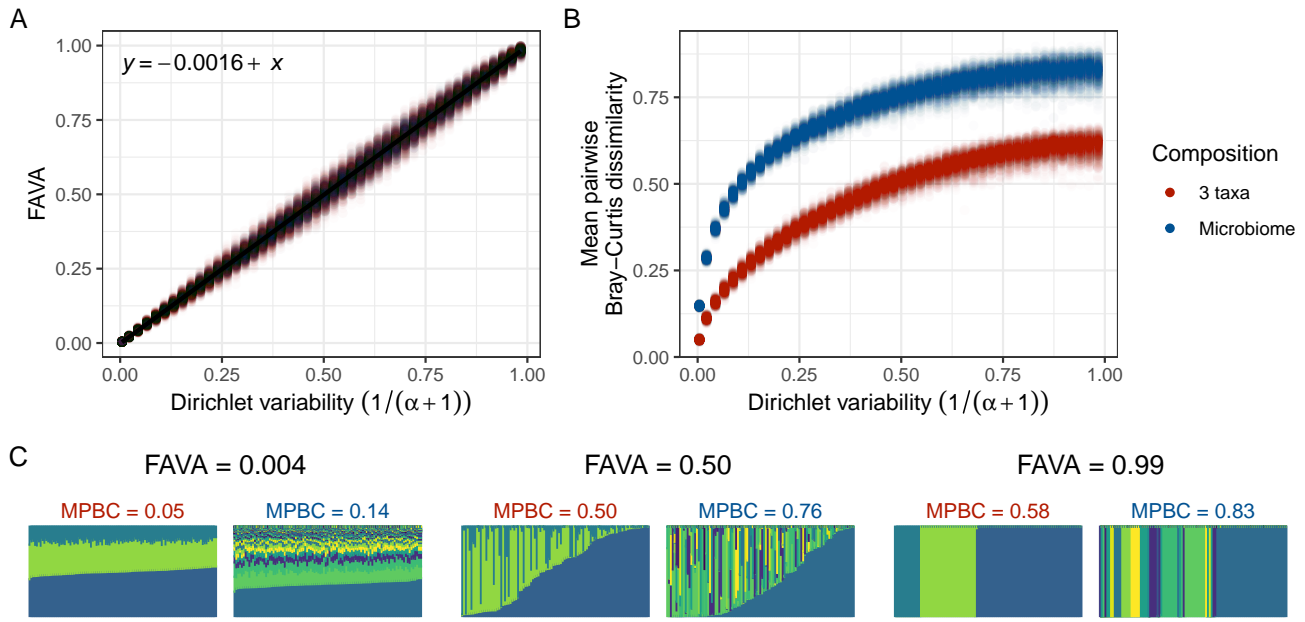 A
y = −0.0016 + x
1.00
0.75
0.50
0.25
0.00
FAVA
0.00 0.25 0.50 0.75 1.00
Dirichlet variability (1/(α+1))
B
0.75
0.50
0.25
0.00
Mean pairwise
Bray−Curtis dissimilarity
0.00 0.25 0.50 0.75 1.00
Dirichlet variability (1/(α+1))
Composition
3 taxa
Microbiome
C
FAVA = 0.004 FAVA = 0.50 FAVA = 0.99
MPBC = 0.05 MPBC = 0.14 MPBC = 0.50 MPBC = 0.76 MPBC = 0.58 MPBC = 0.83